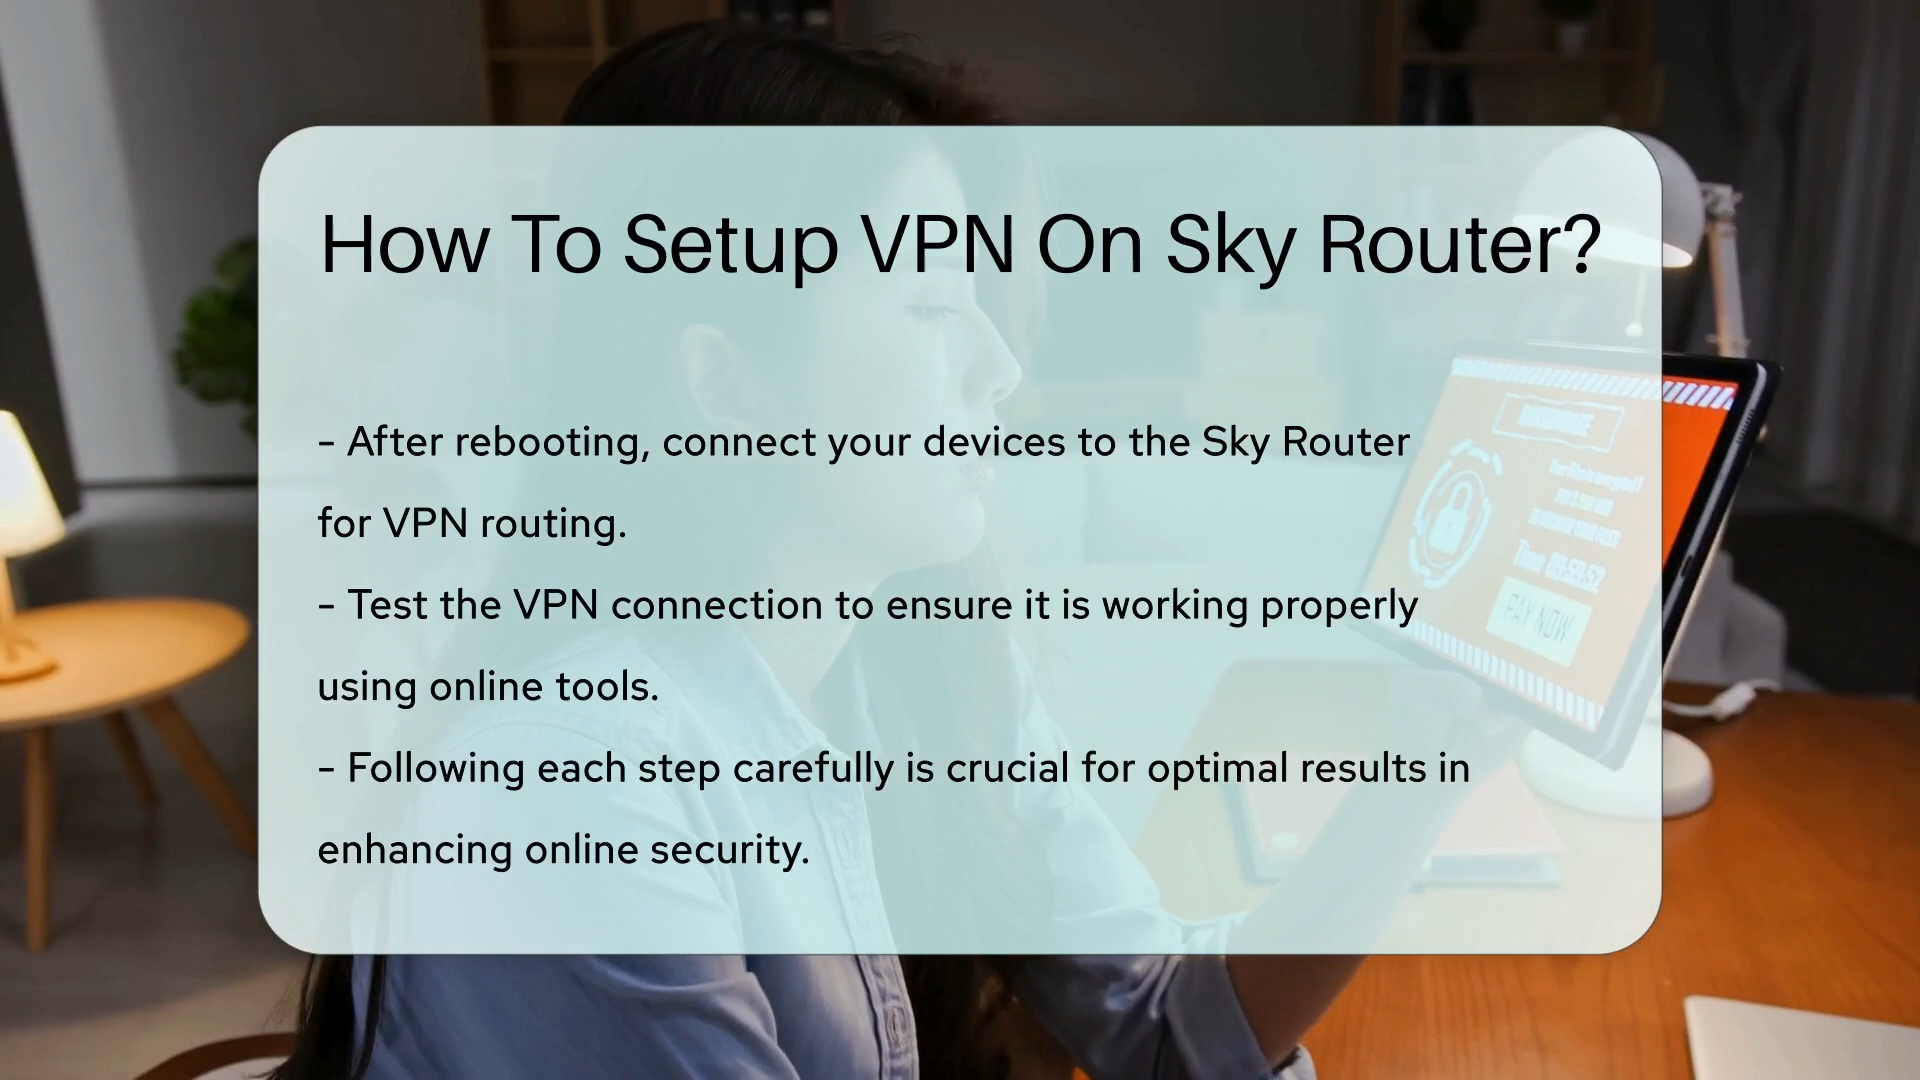 How To Setup VPN On Sky Router?
- After rebooting, connect your devices to the Sky Router
for VPN routing.
- Test the VPN connection to ensure it is working properly
using online tools.
- Following each step carefully is crucial for optimal results in
enhancing online security.
PAY NOW